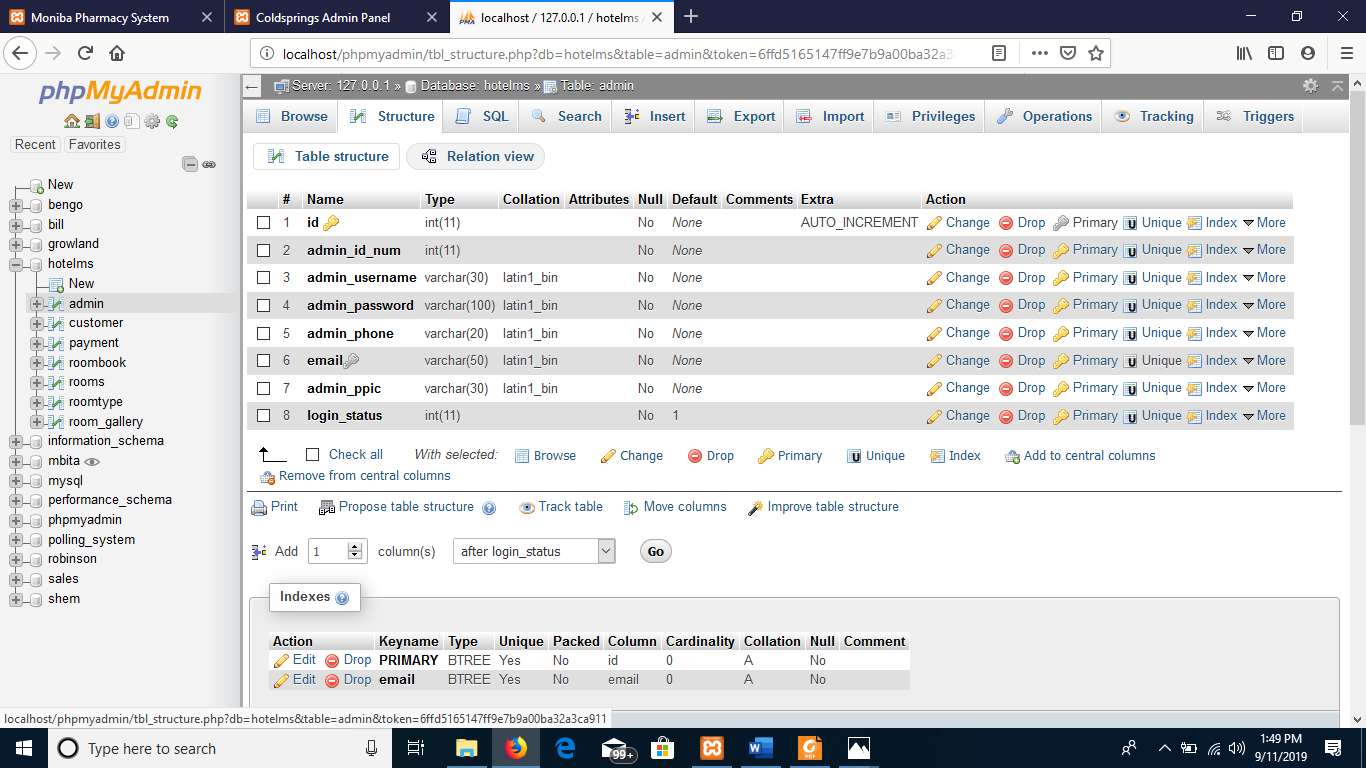 Moniba Pharmacy System
Coldsprings Admin Panel
localhost / 127.0.0.1 / hotelms /
localhost/phpmyadmin/tbl_structure.php?db=hotelms&table=admin&token=6ffd5165147ff9e7b9a00ba32a3
phpMyAdmin
Recent Favorites
New
bengo
bill
growland
hotelms
New
admin
customer
payment
roombook
rooms
roomtype
room_gallery
information_schema
mbita
mysql
performance_schema
phpmyadmin
polling_system
robinson
sales
shem
Server: 127.0.0.1 » Database: hotelms » Table: admin
Browse Structure SQL Search Insert Export Import Privileges Operations Tracking Triggers
Table structure Relation view
# Name Type Collation Attributes Null Default Comments Extra Action
1 id int(11) No None AUTO_INCREMENT Change Drop Primary Unique Index More
2 admin_id_num int(11) No None Change Drop Primary Unique Index More
3 admin_username varchar(30) latin1_bin No None Change Drop Primary Unique Index More
4 admin_password varchar(100) latin1_bin No None Change Drop Primary Unique Index More
5 admin_phone varchar(20) latin1_bin No None Change Drop Primary Unique Index More
6 email varchar(50) latin1_bin No None Change Drop Primary Unique Index More
7 admin_ppic varchar(30) latin1_bin No None Change Drop Primary Unique Index More
8 login_status int(11) No 1 Change Drop Primary Unique Index More
Check all With selected: Browse Change Drop Primary Unique Index Add to central columns
Remove from central columns
Print Propose table structure Track table Move columns Improve table structure
Add 1 column(s) after login_status Go
Indexes
Action Keyname Type Unique Packed Column Cardinality Collation Null Comment
Edit Drop PRIMARY BTREE Yes No id 0 A No
Edit Drop email BTREE Yes No email 0 A No
localhost/phpmyadmin/tbl_structure.php?db=hotelms&table=admin&token=6ffd5165147ff9e7b9a00ba32a3ca911
Type here to search
99+
PDF
1:49 PM
9/11/2019